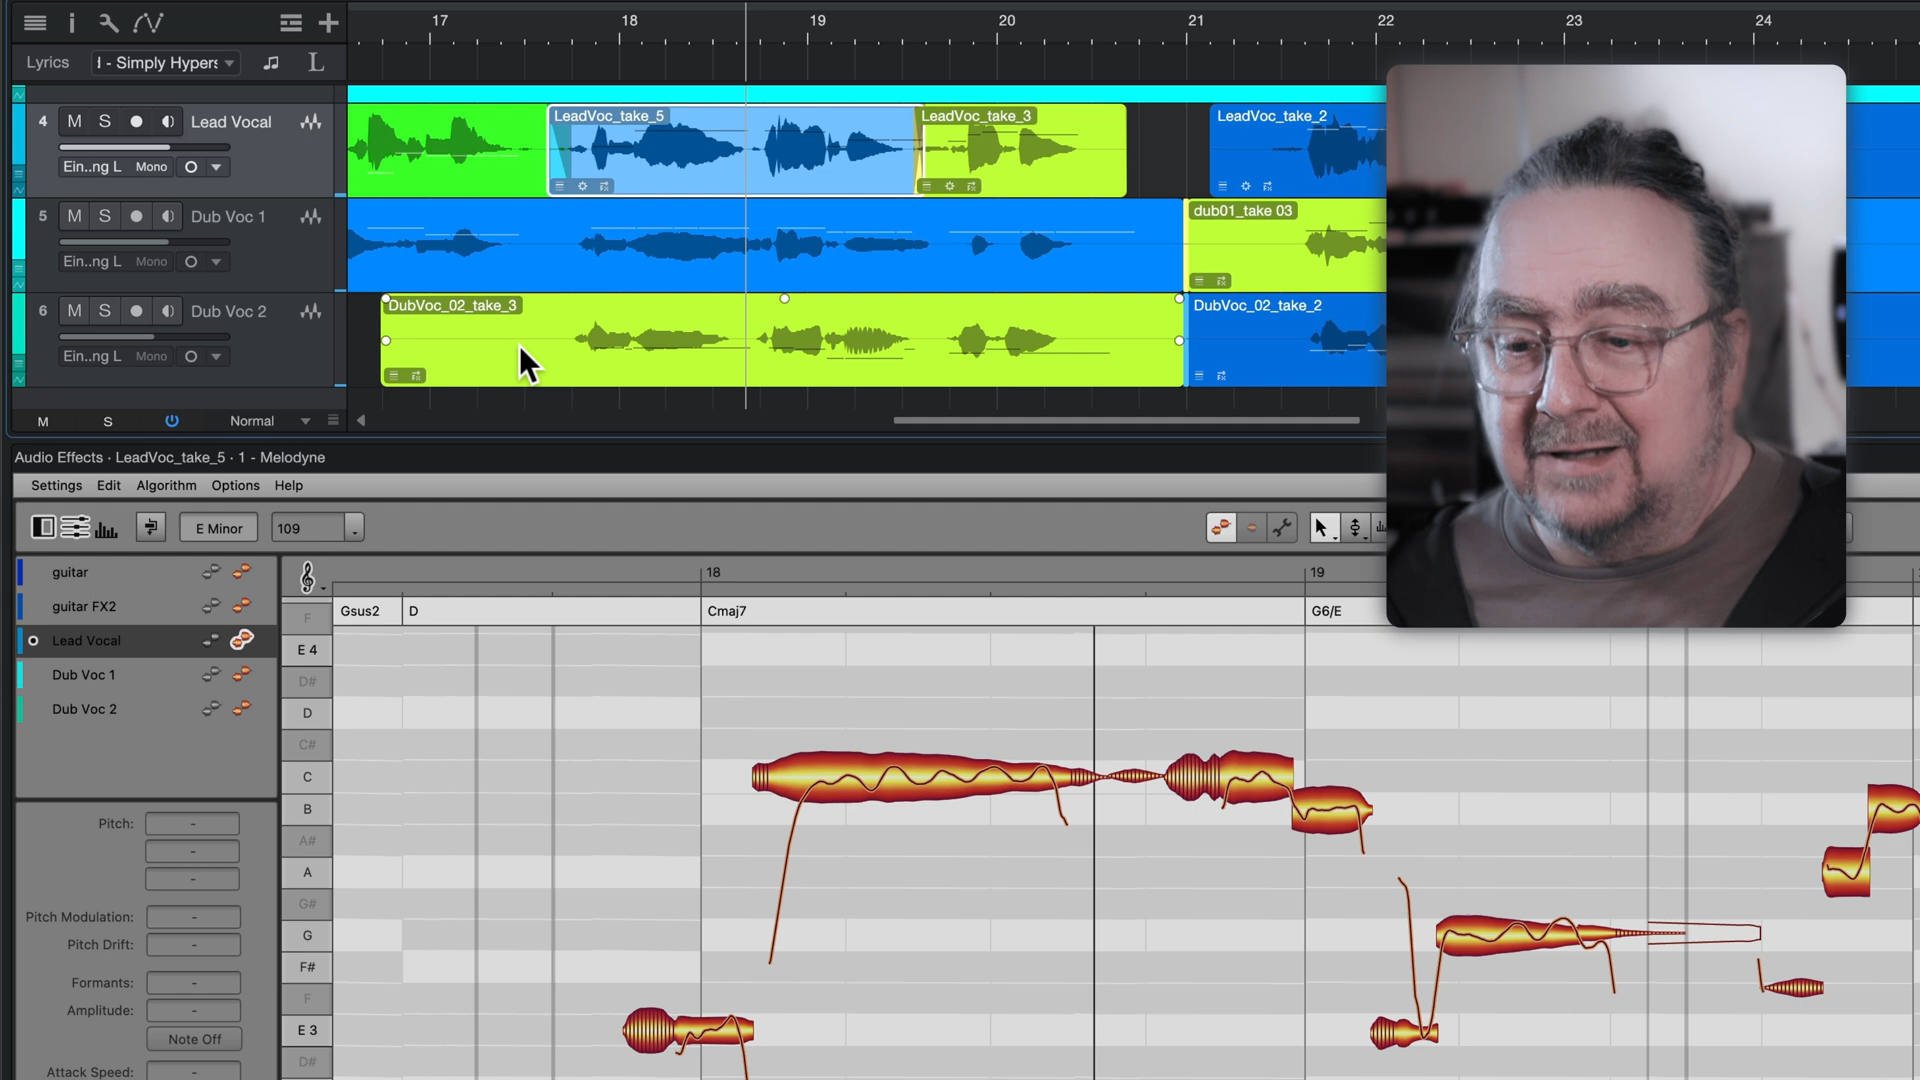 17 18 19 20 21 22 23 24
Lyrics - Simply Hypers L
4 M S Lead Vocal LeadVoc_take_5 LeadVoc_take_3 LeadVoc_take_2
Ein..ng L Mono
5 M S Dub Voc 1 dub01_take 03
Ein..ng L Mono
6 M S Dub Voc 2 DubVoc_02_take_3 DubVoc_02_take_2
Ein..ng L Mono
M S Normal
Audio Effects · LeadVoc_take_5 · 1 - Melodyne
Settings Edit Algorithm Options Help
E Minor 109
guitar
guitar FX2
Lead Vocal
Dub Voc 1
Dub Voc 2
18 19
Gsus2 D Cmaj7 G6/E
F
E 4
D#
D
C#
C
B
A#
A
G#
G
F#
F
E 3
D#
Pitch: -
-
-
Pitch Modulation: -
Pitch Drift: -
Formants: -
Amplitude: -
Note Off
Attack Speed: -